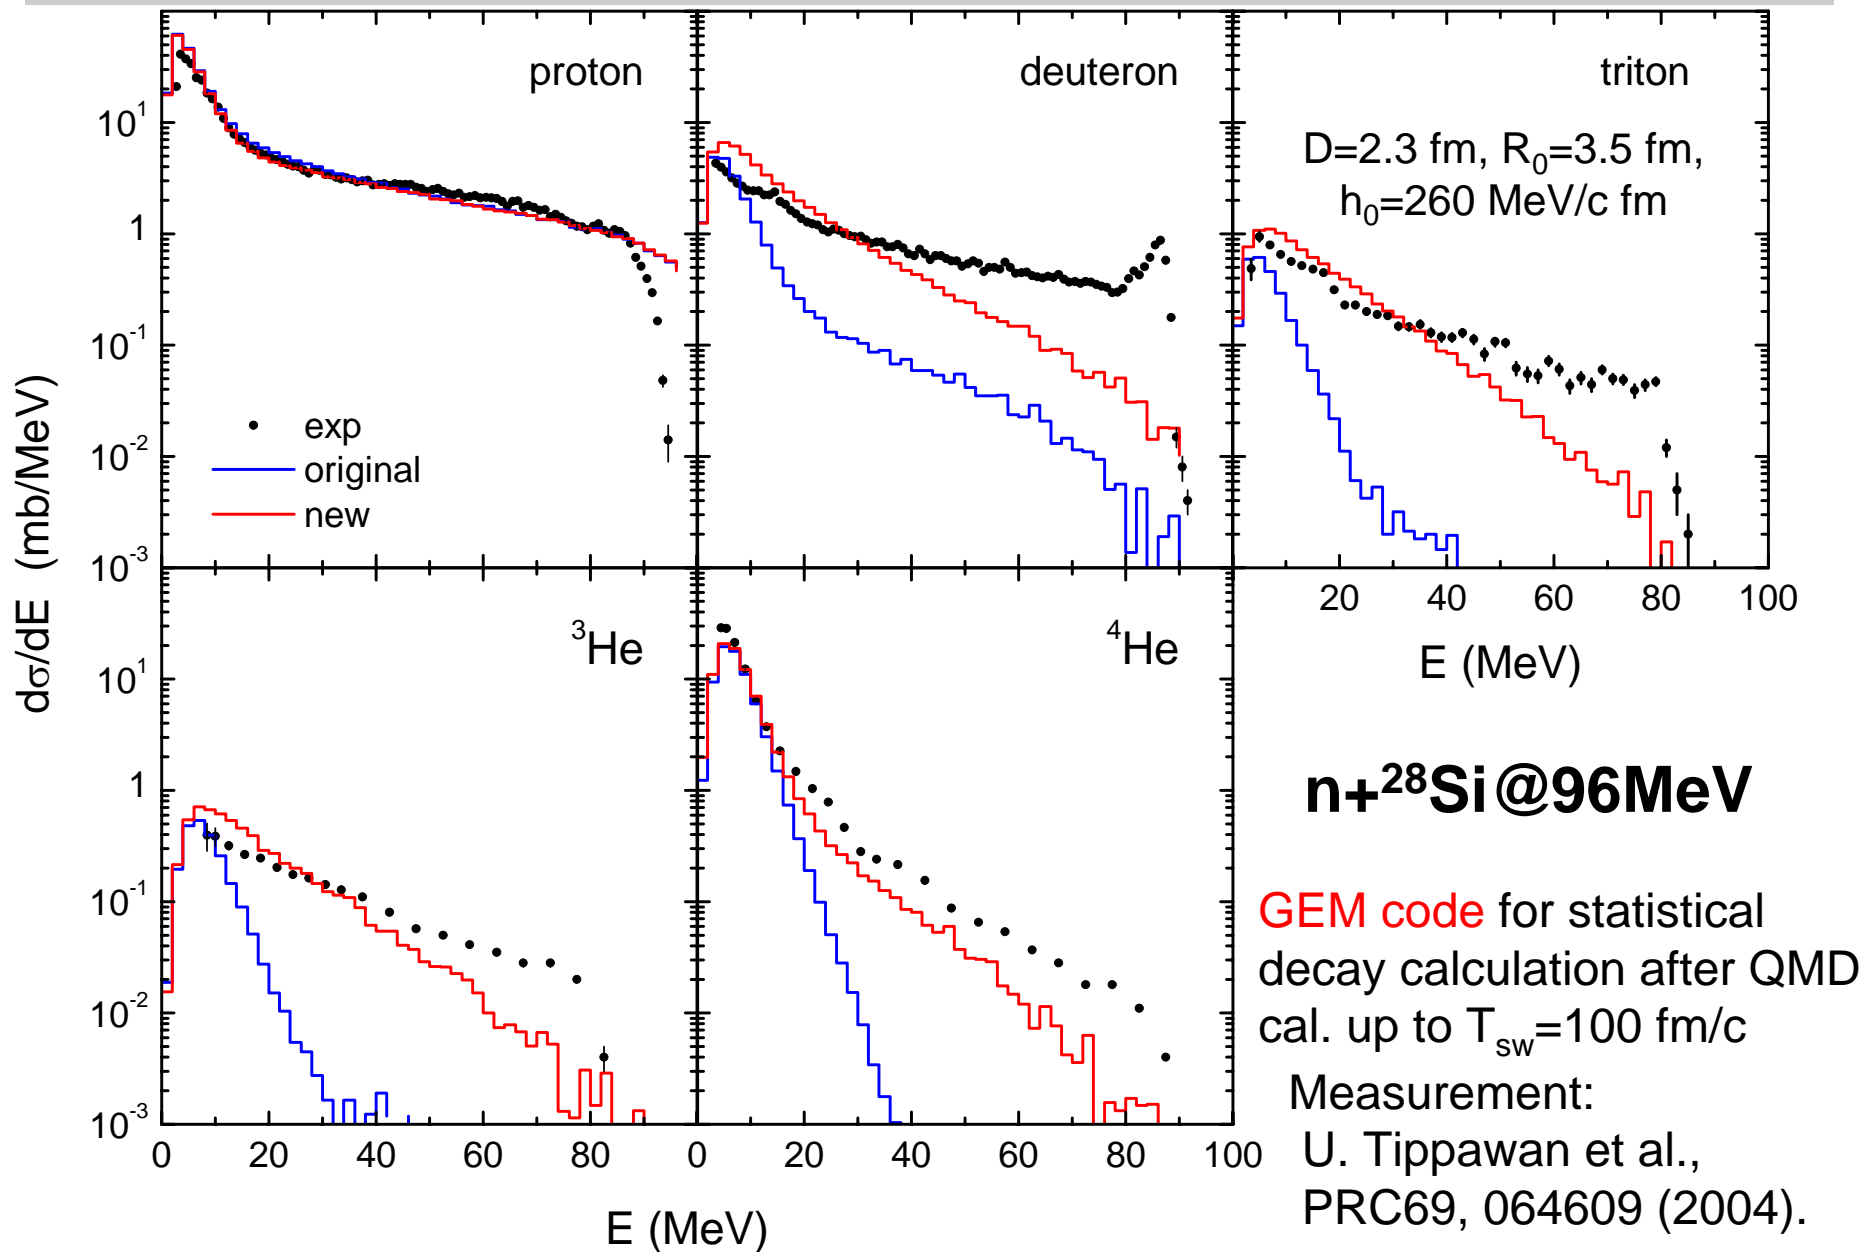 proton
deuteron
triton
D=2.3 fm, R₀=3.5 fm,
h₀=260 MeV/c fm
10¹
1
10⁻¹
10⁻²
10⁻³
exp
original
new
dσ/dE (mb/MeV)
20 40 60 80 100
E (MeV)
³He
⁴He
10¹
1
10⁻¹
10⁻²
10⁻³
0 20 40 60 80 0 20 40 60 80 100
E (MeV)
n+²⁸Si@96MeV
GEM code for statistical
decay calculation after QMD
cal. up to Tsw=100 fm/c
Measurement:
U. Tippawan et al.,
PRC69, 064609 (2004).